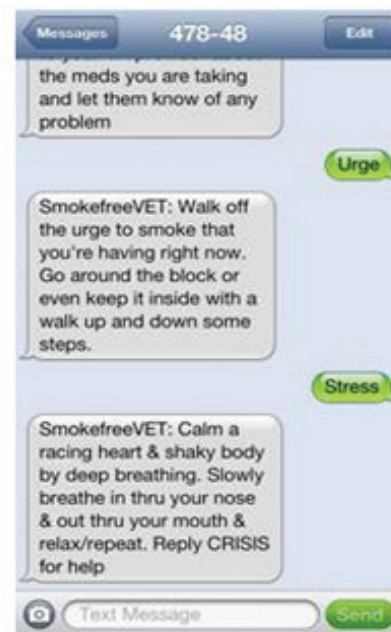 Messages 478-48 Edit
the meds you are taking
and let them know of any
problem
Urge
SmokefreeVET: Walk off
the urge to smoke that
you're having right now.
Go around the block or
even keep it inside with a
walk up and down some
steps.
Stress
SmokefreeVET: Calm a
racing heart & shaky body
by deep breathing. Slowly
breathe in thru your nose
& out thru your mouth &
relax/repeat. Reply CRISIS
for help
Text Message Send